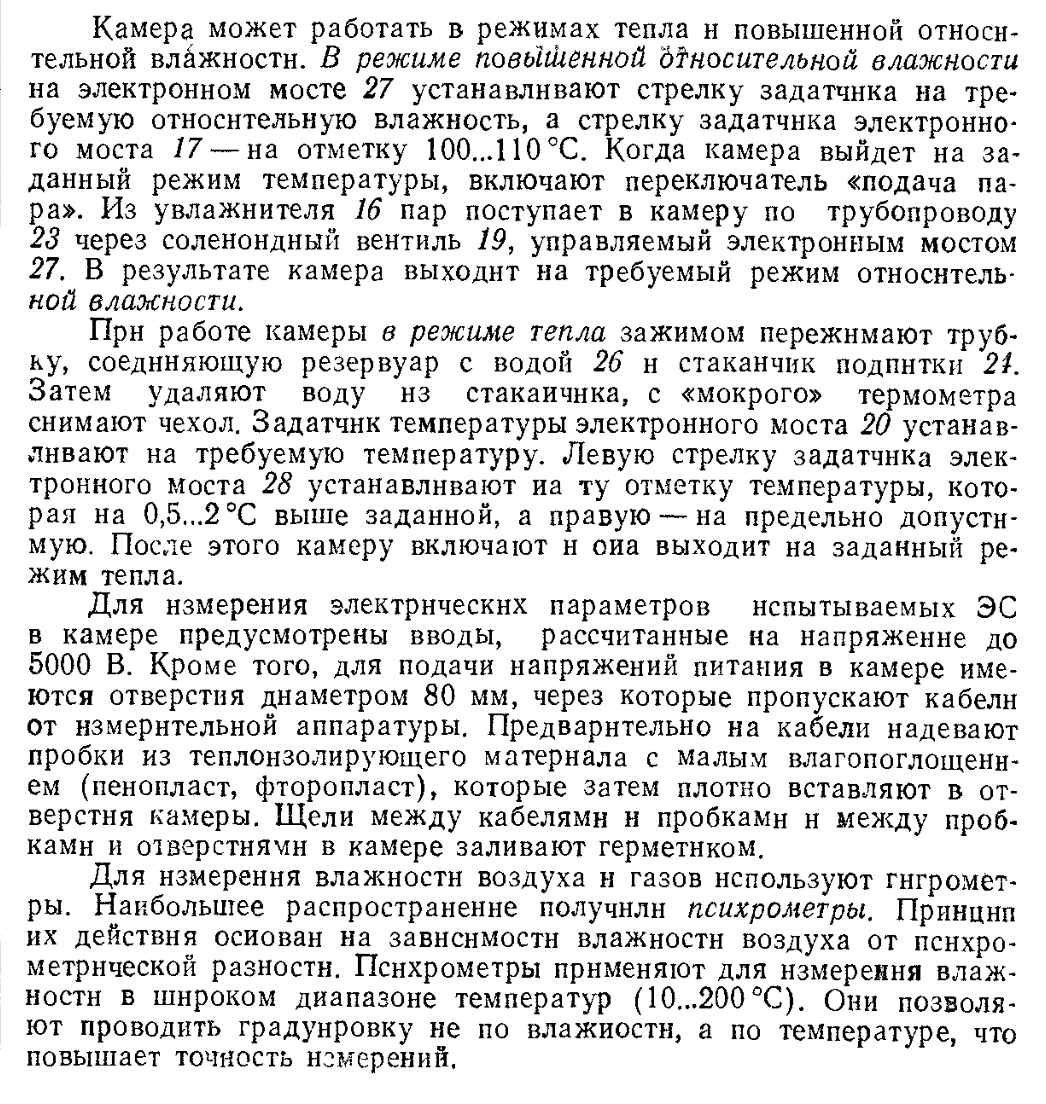 Камера может работать в режимах тепла и повышенной относи-
тельной влажности. В режиме повышенной относительной влажности
на электронном мосте 27 устанавливают стрелку задатчика на тре-
буемую относительную влажность, а стрелку задатчика электронно-
го моста 17 — на отметку 100...110 °С. Когда камера выйдет на за-
данный режим температуры, включают переключатель «подача па-
ра». Из увлажнителя 16 пар поступает в камеру по трубопроводу
23 через соленоидный вентиль 19, управляемый электронным мостом
27. В результате камера выходит на требуемый режим относитель-
ной влажности.
При работе камеры в режиме тепла зажимом пережимают труб-
ку, соединяющую резервуар с водой 26 и стаканчик подпитки 24.
Затем удаляют воду из стаканчика, с «мокрого» термометра
снимают чехол. Задатчик температуры электронного моста 20 устанав-
ливают на требуемую температуру. Левую стрелку задатчика элек-
тронного моста 28 устанавливают на ту отметку температуры, кото-
рая на 0,5...2 °С выше заданной, а правую — на предельно допусти-
мую. После этого камеру включают и она выходит на заданный ре-
жим тепла.
Для измерения электрических параметров испытываемых ЭС
в камере предусмотрены вводы, рассчитанные на напряжение до
5000 В. Кроме того, для подачи напряжений питания в камере име-
ются отверстия диаметром 80 мм, через которые пропускают кабели
от измерительной аппаратуры. Предварительно на кабели надевают
пробки из теплоизолирующего материала с малым влагопоглощени-
ем (пенопласт, фторопласт), которые затем плотно вставляют в от-
верстия камеры. Щели между кабелями и пробками и между проб-
ками и отверстиями в камере заливают герметиком.
Для измерения влажности воздуха и газов используют гигромет-
ры. Наибольшее распространение получили психрометры. Принцип
их действия основан на зависимости влажности воздуха от психро-
метрической разности. Психрометры применяют для измерения влаж-
ности в широком диапазоне температур (10...200 °С). Они позволя-
ют проводить градуировку не по влажности, а по температуре, что
повышает точность измерений.